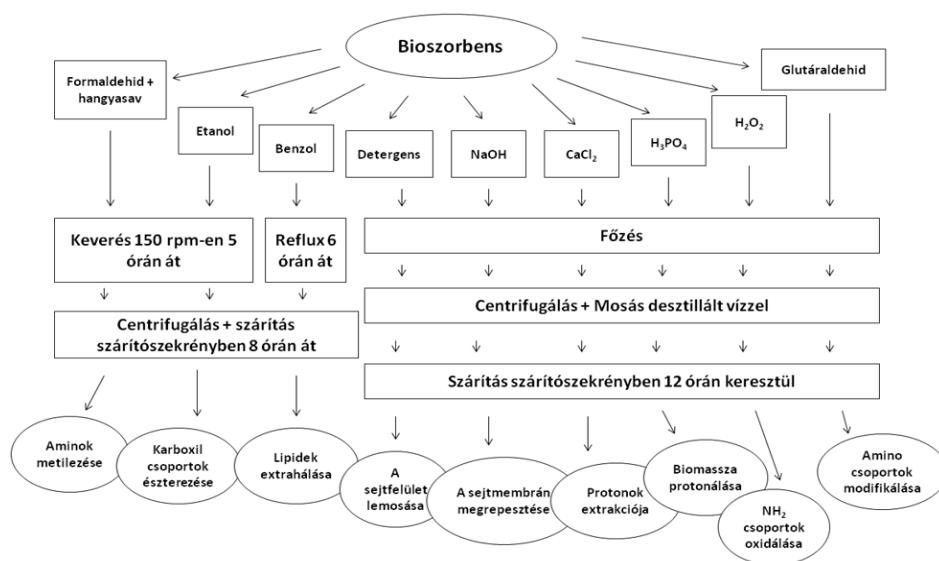 Bioszorbens
Formaldehid +
hangyasav
Etanol
Benzol
Detergens
NaOH
CaCl₂
H₃PO₄
H₂O₂
Glutáraldehid
Keverés 150 rpm-en 5
órán át
Reflux 6
órán át
Főzés
Centrifugálás + szárítás
szárítószekrényben 8 órán át
Centrifugálás + Mosás desztillált vízzel
Szárítás szárítószekrényben 12 órán keresztül
Aminok
metilezése
Karboxil
csoportok
észterezése
Lipidek
extrahálása
A
sejtfelület
lemosása
A sejtmembrán
megrepesztése
Protonok
extrakciója
Biomassza
protonálása
NH₂
csoportok
oxidálása
Amino
csoportok
modifikálása